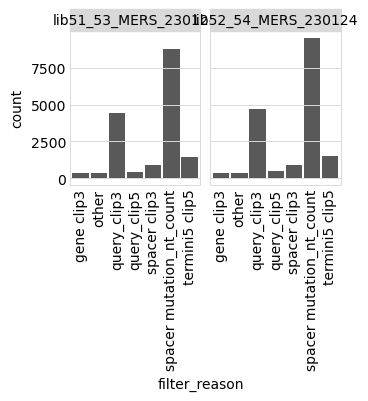 lib51_53_MERS_230124
lib52_54_MERS_230124
count
7500
5000
2500
0
gene clip3
other
query_clip3
query_clip5
spacer clip3
spacer mutation_nt_count
termini5 clip5
gene clip3
other
query_clip3
query_clip5
spacer clip3
spacer mutation_nt_count
termini5 clip5
filter_reason